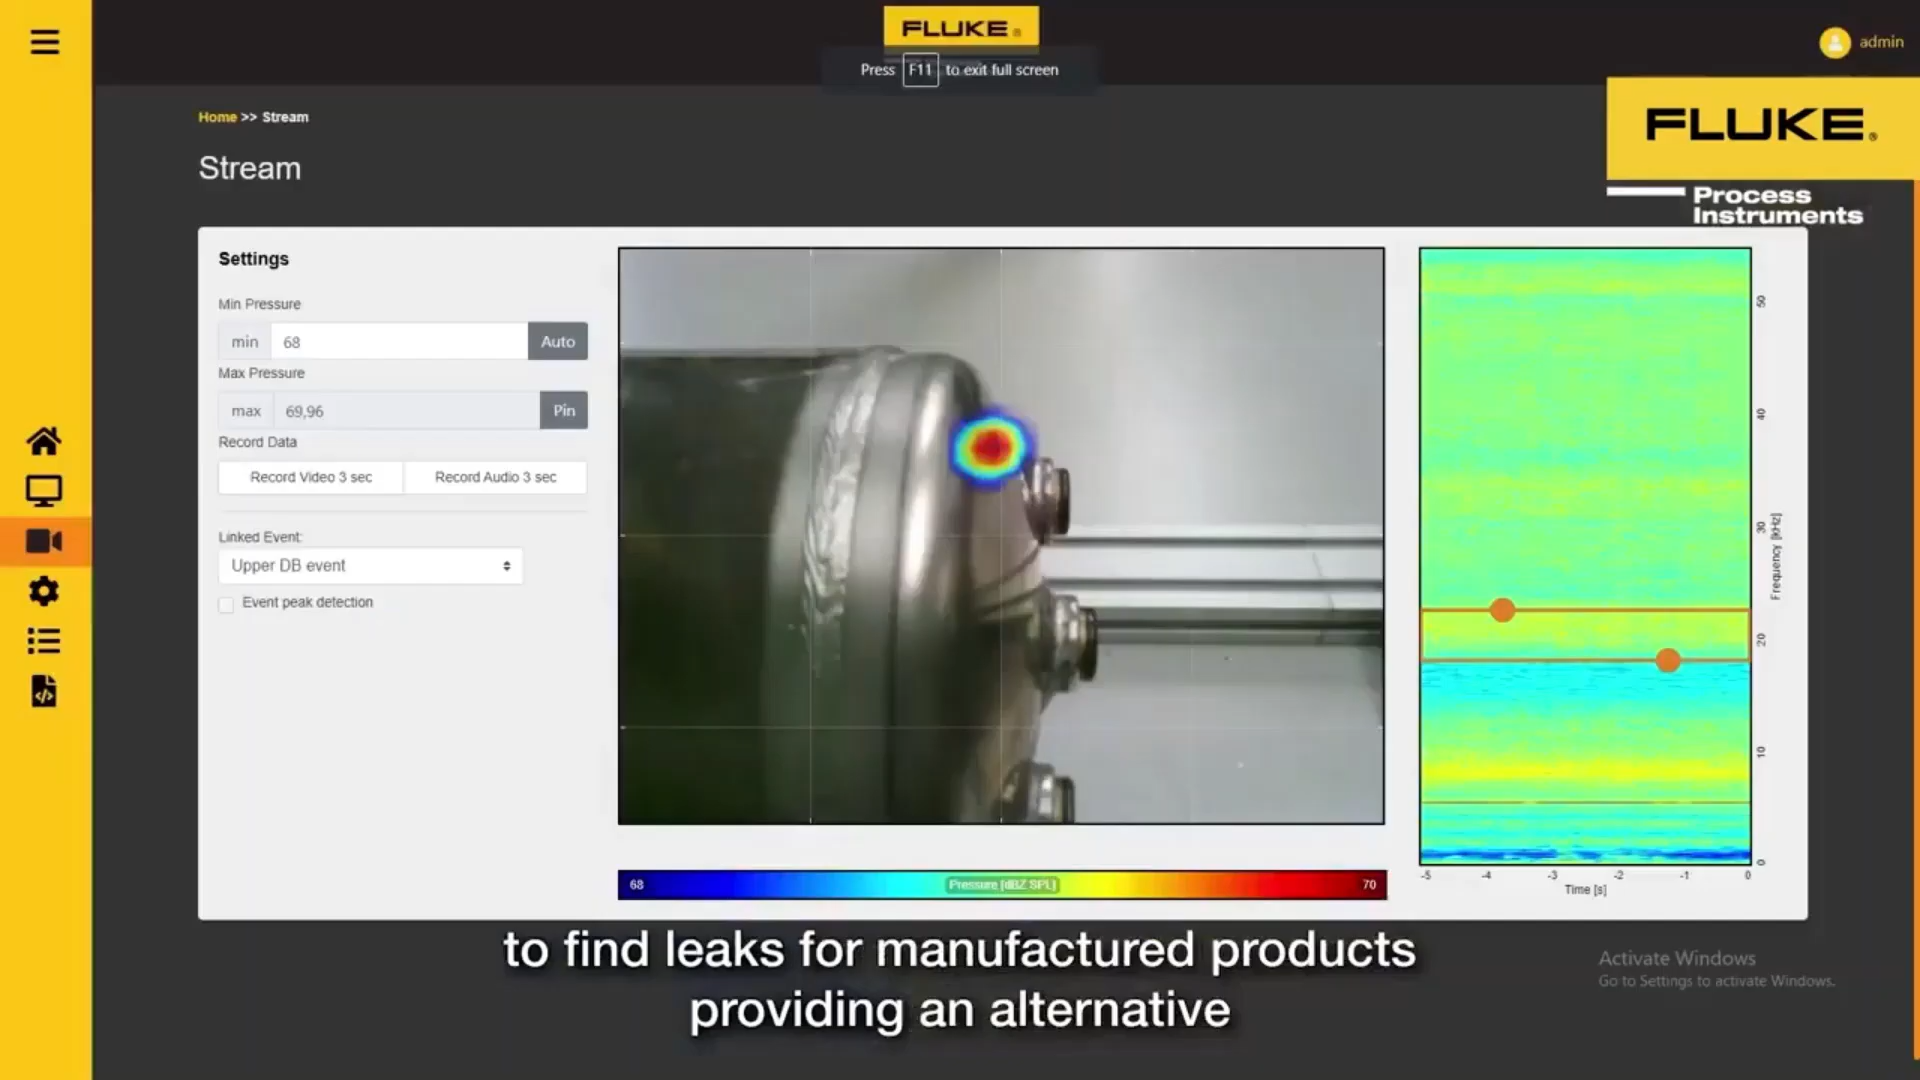 FLUKE®
Press F11 to exit full screen
admin
FLUKE®
Process
Instruments
Home >> Stream
Stream
Settings
Min Pressure
min 68 Auto
Max Pressure
max 69,96 Pin
Record Data
Record Video 3 sec Record Audio 3 sec
Linked Event:
Upper DB event
Event peak detection
68 Pressure [dBZ SPL] 70
50
40
30
20
10
0
Frequency [kHz]
-5 -4 -3 -2 -1 0
Time [s]
to find leaks for manufactured products
providing an alternative
Activate Windows
Go to Settings to activate Windows.